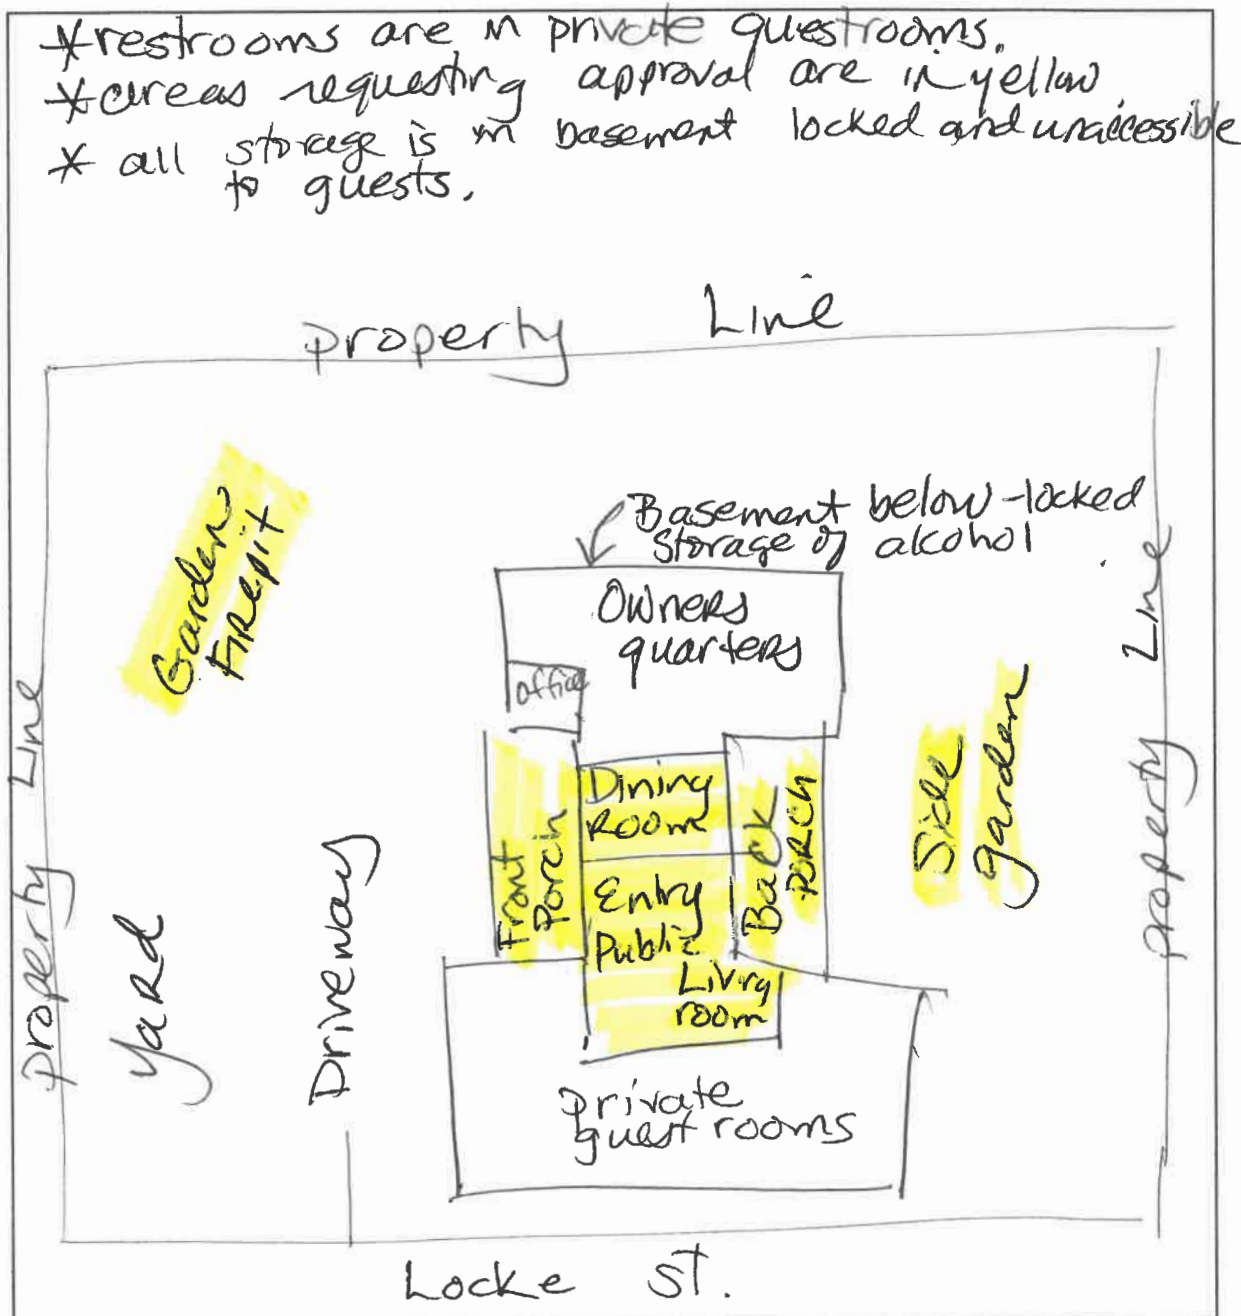 * restrooms are in private guestrooms.
* areas requesting approval are in yellow.
* all storage is in basement locked and unaccessible
to guests.
Property Line
Basement below-locked
Storage of alcohol
Garden
Firepit
Owners
quarters
office
Property Line
Property Line
Dining
Room
Front
Porch
Back
Porch
Side
garden
Entry
Public
Living
room
Yard
Driveway
private
guest rooms
Locke St.